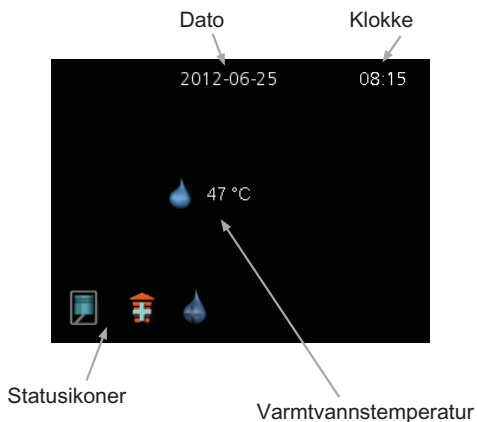 Dato Klokke
2012-06-25 08:15
47 °C
Statusikoner
Varmtvannstemperatur